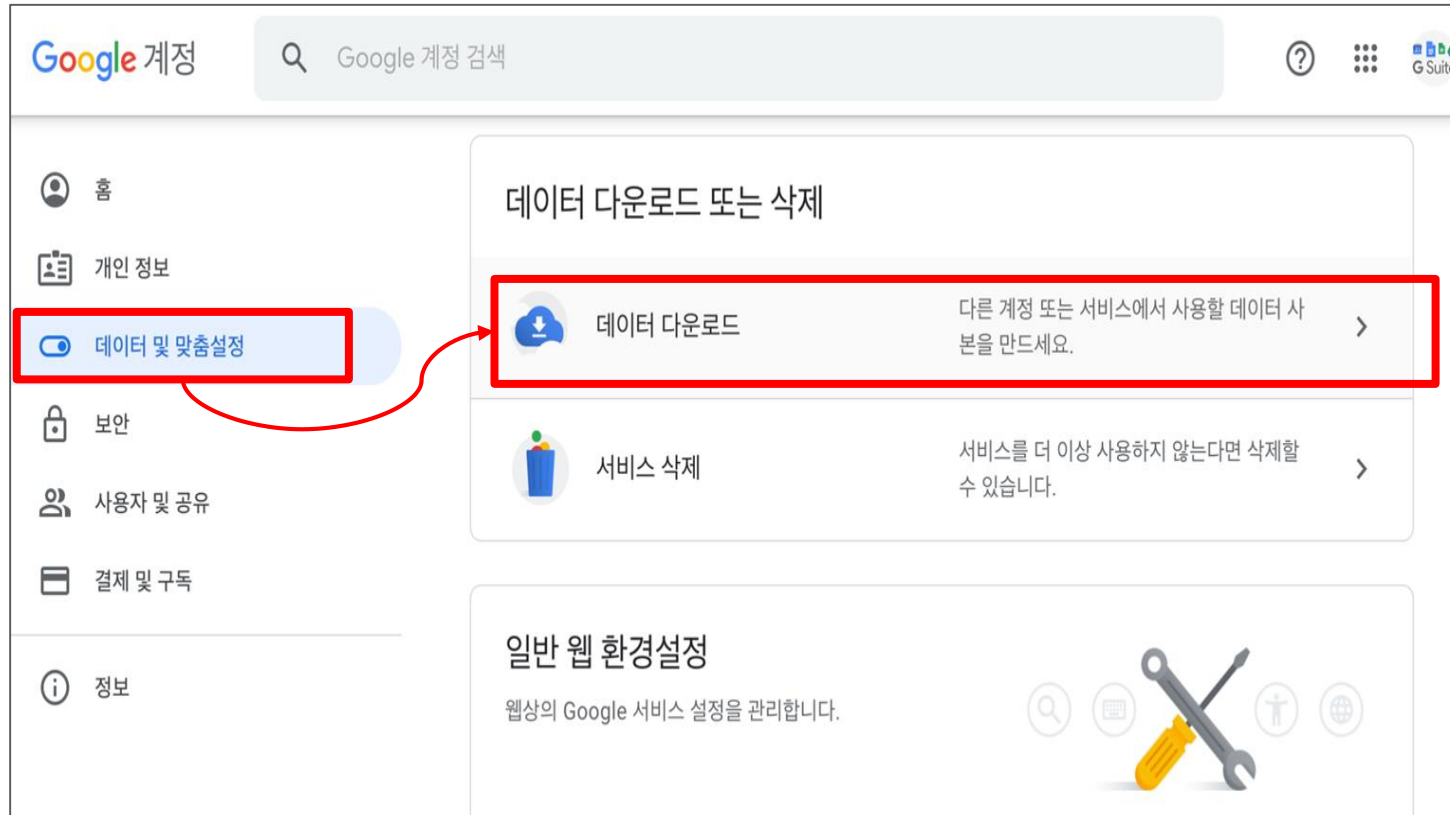 Google 계정
Google 계정 검색
G Suite
홈
개인 정보
데이터 및 맞춤설정
보안
사용자 및 공유
결제 및 구독
정보
데이터 다운로드 또는 삭제
데이터 다운로드
다른 계정 또는 서비스에서 사용할 데이터 사
본을 만드세요.
서비스 삭제
서비스를 더 이상 사용하지 않는다면 삭제할
수 있습니다.
일반 웹 환경설정
웹상의 Google 서비스 설정을 관리합니다.